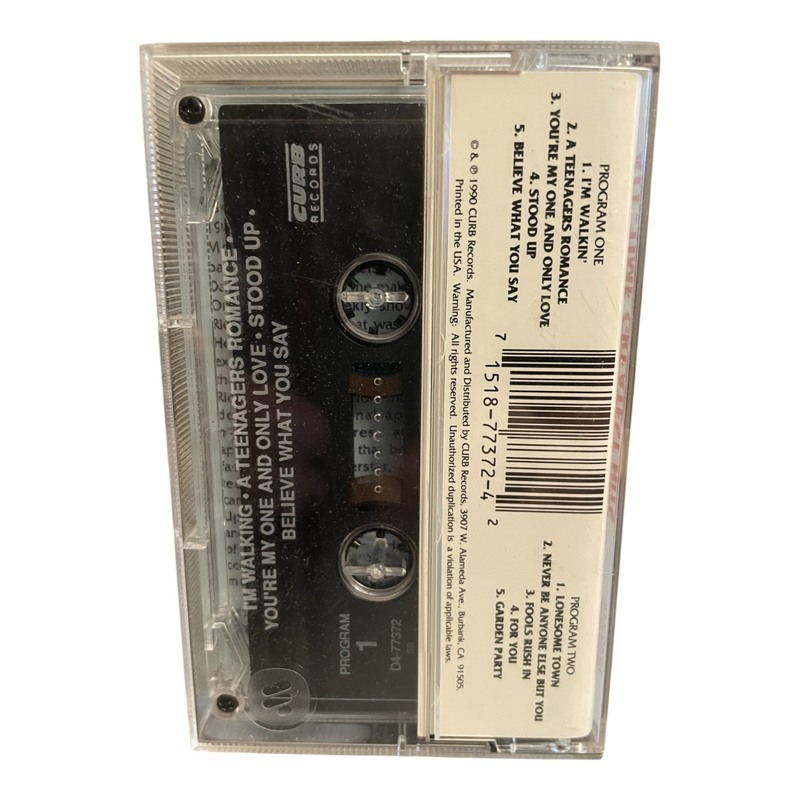 PROGRAM ONE
1. I'M WALKIN'
2. A TEENAGERS ROMANCE
3. YOU'RE MY ONE AND ONLY LOVE
4. STOOD UP
5. BELIEVE WHAT YOU SAY
7 1518-77372-4 2
PROGRAM TWO
1. LONESOME TOWN
2. NEVER BE ANYONE ELSE BUT YOU
3. FOOLS RUSH IN
4. FOR YOU
5. GARDEN PARTY
© & ℗ 1990 CURB Records. Manufactured and Distributed by CURB Records, 3907 W. Alameda Ave., Burbank, CA 91505.
Printed in the USA. Warning: All rights reserved. Unauthorized duplication is a violation of applicable laws.
CURB
RECORDS
I'M WALKING • A TEENAGERS ROMANCE •
YOU'RE MY ONE AND ONLY LOVE • STOOD UP •
BELIEVE WHAT YOU SAY
PROGRAM
1
D4-77372
SR